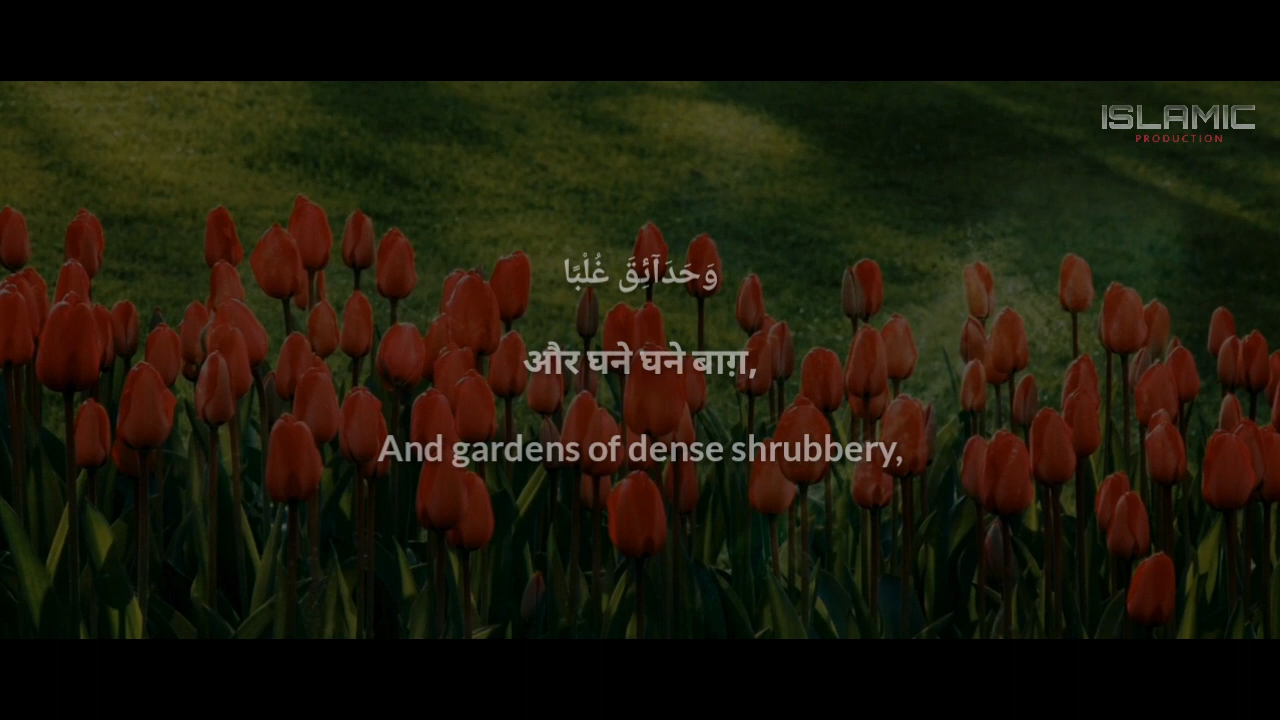 ISLAMIC
PRODUCTION
وَحَدَآئِقَ غُلْبًا
और घने घने बाग़,
And gardens of dense shrubbery,